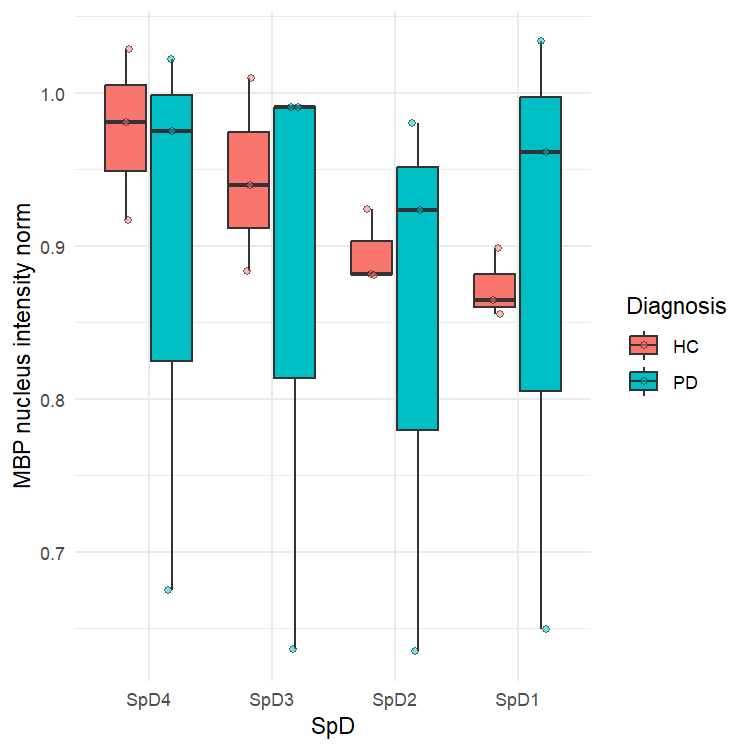 MBP nucleus intensity norm
1.0
0.9
0.8
0.7
SpD4 SpD3 SpD2 SpD1
SpD
Diagnosis
HC
PD